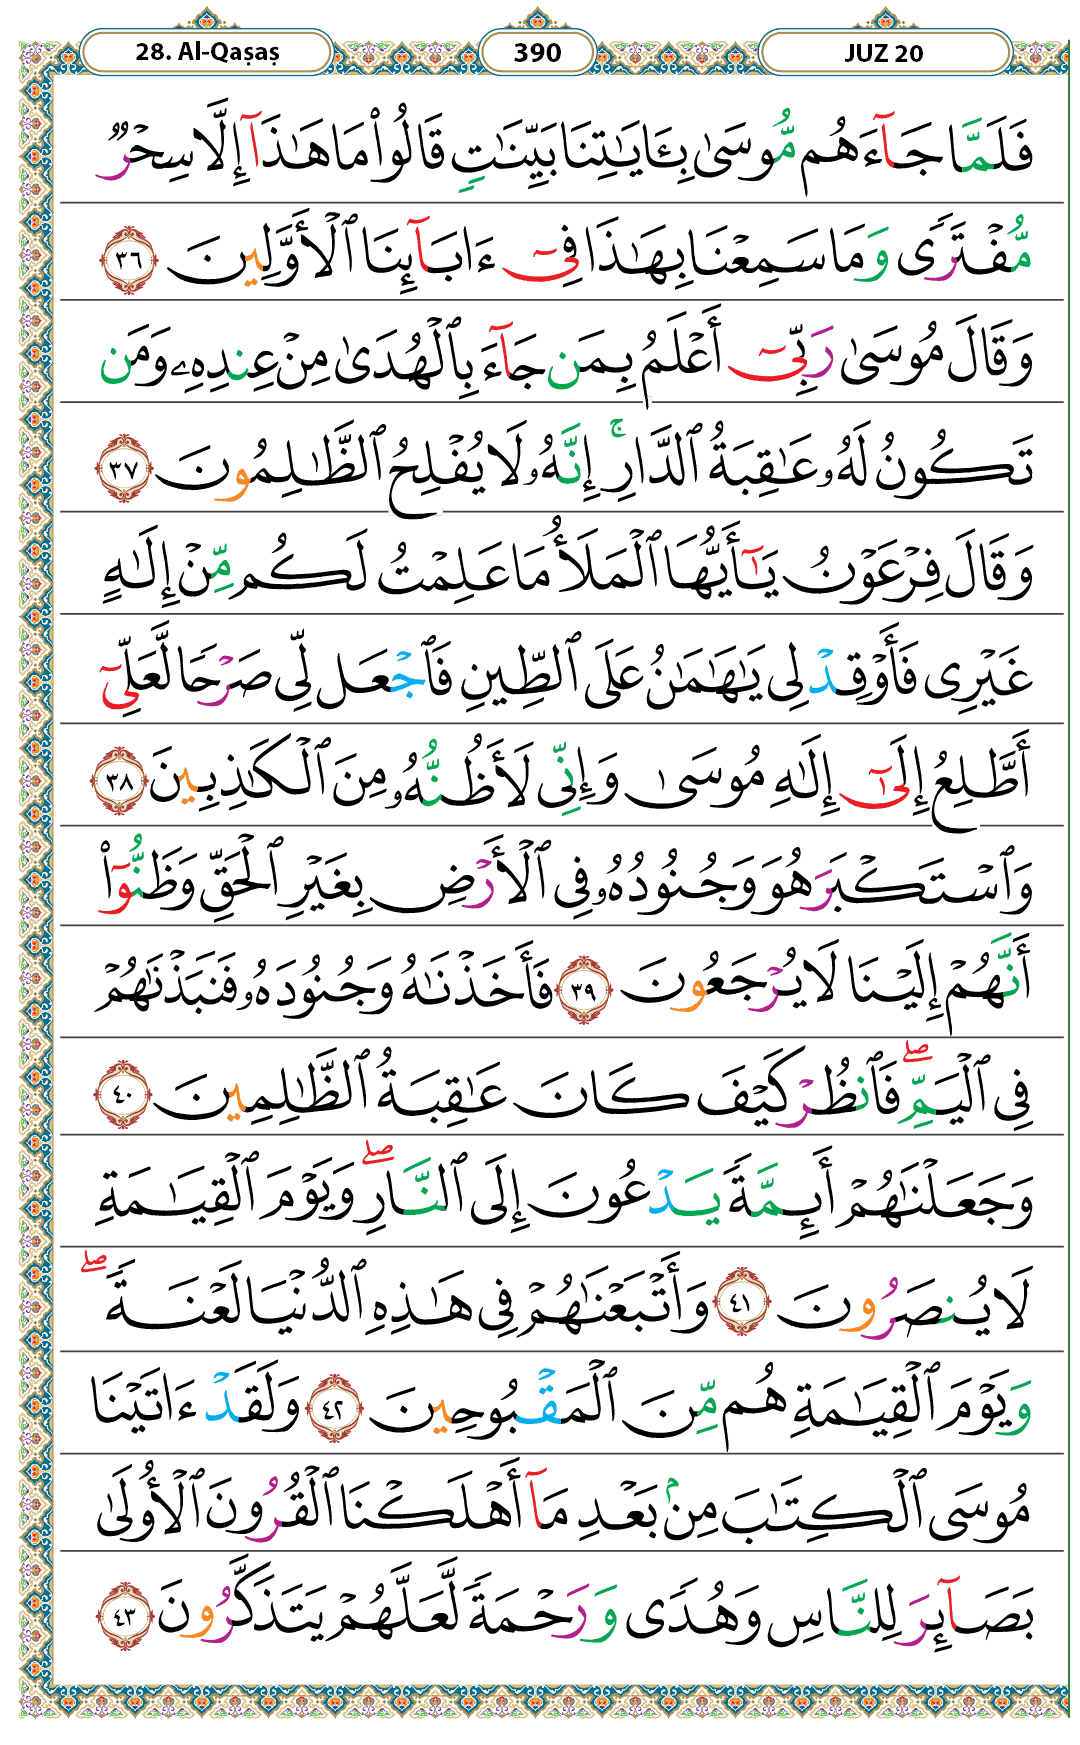 28. Al-Qaṣaṣ 390 JUZ 20
فَلَمَّا جَآءَهُم مُّوسَىٰ بِـَٔايَـٰتِنَا بَيِّنَـٰتٍۢ قَالُوا۟ مَا هَـٰذَآ إِلَّا سِحْرٌۭ
مُّفْتَرًۭى وَمَا سَمِعْنَا بِهَـٰذَا فِىٓ ءَابَآئِنَا ٱلْأَوَّلِينَ ٣٦
وَقَالَ مُوسَىٰ رَبِّىٓ أَعْلَمُ بِمَن جَآءَ بِٱلْهُدَىٰ مِنْ عِندِهِۦ وَمَن
تَكُونُ لَهُۥ عَـٰقِبَةُ ٱلدَّارِ ۚ إِنَّهُۥ لَا يُفْلِحُ ٱلظَّـٰلِمُونَ ٣٧
وَقَالَ فِرْعَوْنُ يَـٰٓأَيُّهَا ٱلْمَلَأُ مَا عَلِمْتُ لَكُم مِّنْ إِلَـٰهٍ
غَيْرِى فَأَوْقِدْ لِى يَـٰهَـٰمَـٰنُ عَلَى ٱلطِّينِ فَٱجْعَل لِّى صَرْحًۭا لَّعَلِّىٓ
أَطَّلِعُ إِلَىٰٓ إِلَـٰهِ مُوسَىٰ وَإِنِّى لَأَظُنُّهُۥ مِنَ ٱلْكَـٰذِبِينَ ٣٨
وَٱسْتَكْبَرَ هُوَ وَجُنُودُهُۥ فِى ٱلْأَرْضِ بِغَيْرِ ٱلْحَقِّ وَظَنُّوٓا۟
أَنَّهُمْ إِلَيْنَا لَا يُرْجَعُونَ ٣٩ فَأَخَذْنَـٰهُ وَجُنُودَهُۥ فَنَبَذْنَـٰهُمْ
فِى ٱلْيَمِّ ۖ فَٱنظُرْ كَيْفَ كَانَ عَـٰقِبَةُ ٱلظَّـٰلِمِينَ ٤٠
وَجَعَلْنَـٰهُمْ أَئِمَّةًۭ يَدْعُونَ إِلَى ٱلنَّارِ ۖ وَيَوْمَ ٱلْقِيَـٰمَةِ
لَا يُنصَرُونَ ٤١ وَأَتْبَعْنَـٰهُمْ فِى هَـٰذِهِ ٱلدُّنْيَا لَعْنَةًۭ ۖ
وَيَوْمَ ٱلْقِيَـٰمَةِ هُم مِّنَ ٱلْمَقْبُوحِينَ ٤٢ وَلَقَدْ ءَاتَيْنَا
مُوسَى ٱلْكِتَـٰبَ مِنۢ بَعْدِ مَآ أَهْلَكْنَا ٱلْقُرُونَ ٱلْأُولَىٰ
بَصَآئِرَ لِلنَّاسِ وَهُدًۭى وَرَحْمَةًۭ لَّعَلَّهُمْ يَتَذَكَّرُونَ ٤٣